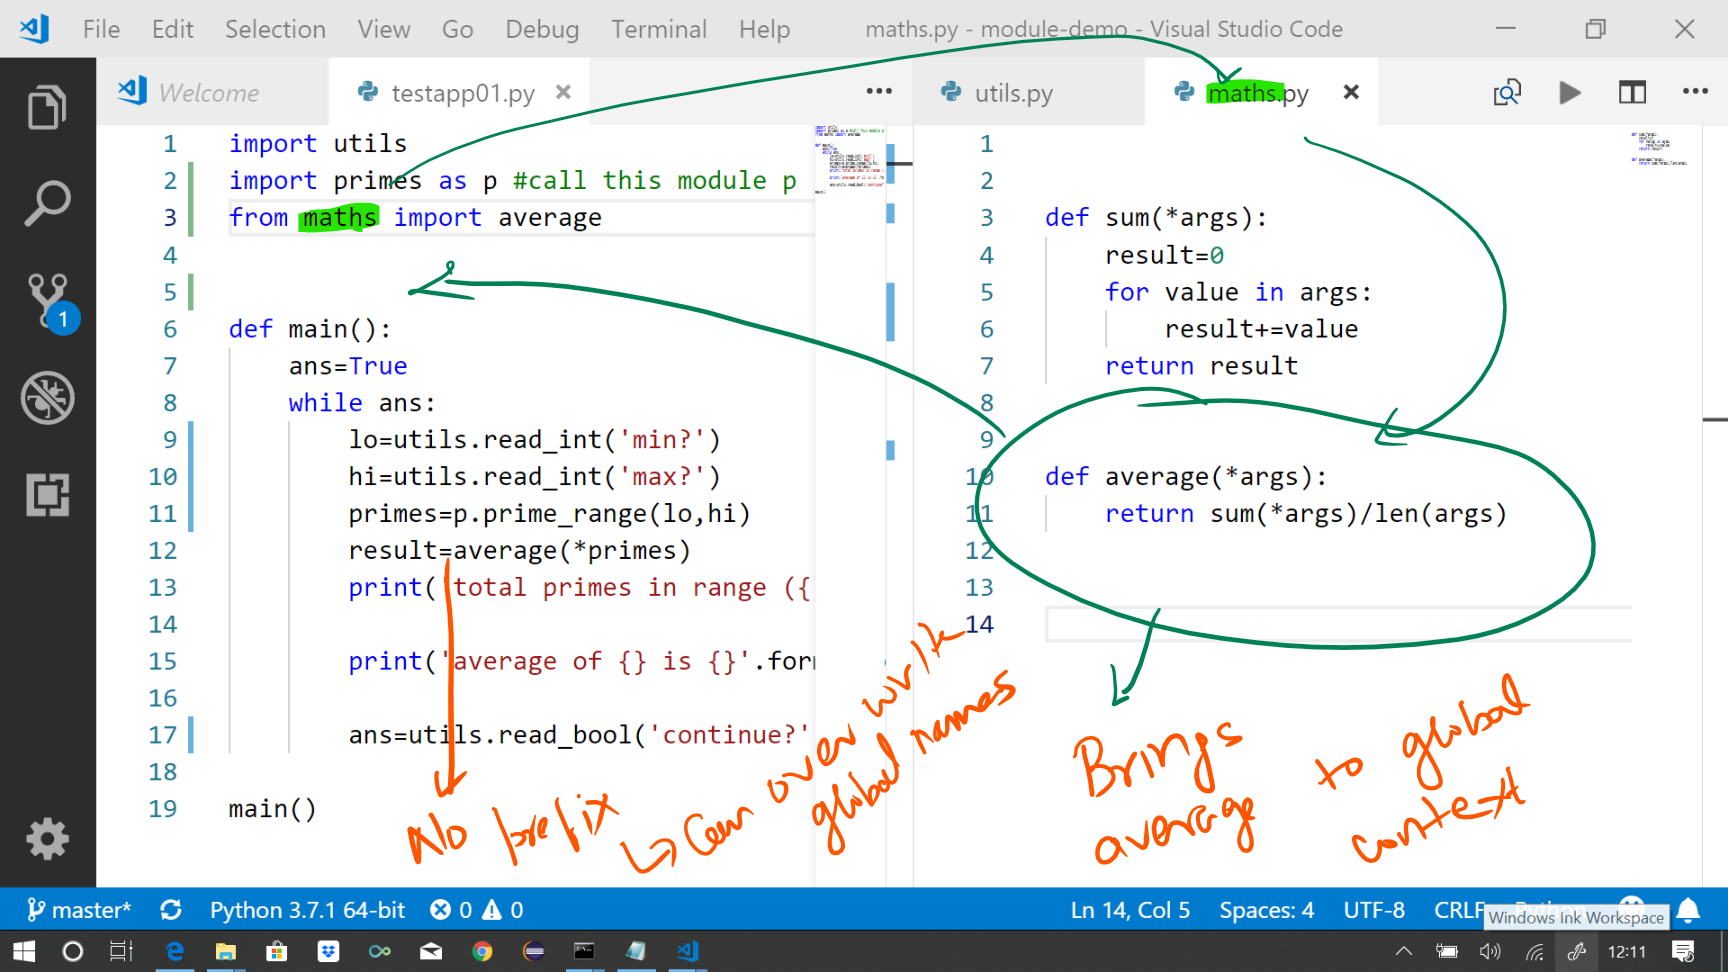 File Edit Selection View Go Debug Terminal Help maths.py - module-demo - Visual Studio Code
Welcome testapp01.py utils.py maths.py
1 import utils
2 import primes as p #call this module p
3 from maths import average
4
5
6 def main():
7 ans=True
8 while ans:
9 lo=utils.read_int('min?')
10 hi=utils.read_int('max?')
11 primes=p.prime_range(lo,hi)
12 result=average(*primes)
13 print('total primes in range ({
14
15 print('average of {} is {}'.for
16
17 ans=utils.read_bool('continue?'
18
19 main()
1
2
3 def sum(*args):
4 result=0
5 for value in args:
6 result+=value
7 return result
8
9
10 def average(*args):
11 return sum(*args)/len(args)
12
13
14
No prefix
Can over write
global names
Brings
average
to global
context
1
master* Python 3.7.1 64-bit 0 0 Ln 14, Col 5 Spaces: 4 UTF-8 CRLF Python
Windows Ink Workspace
12:11